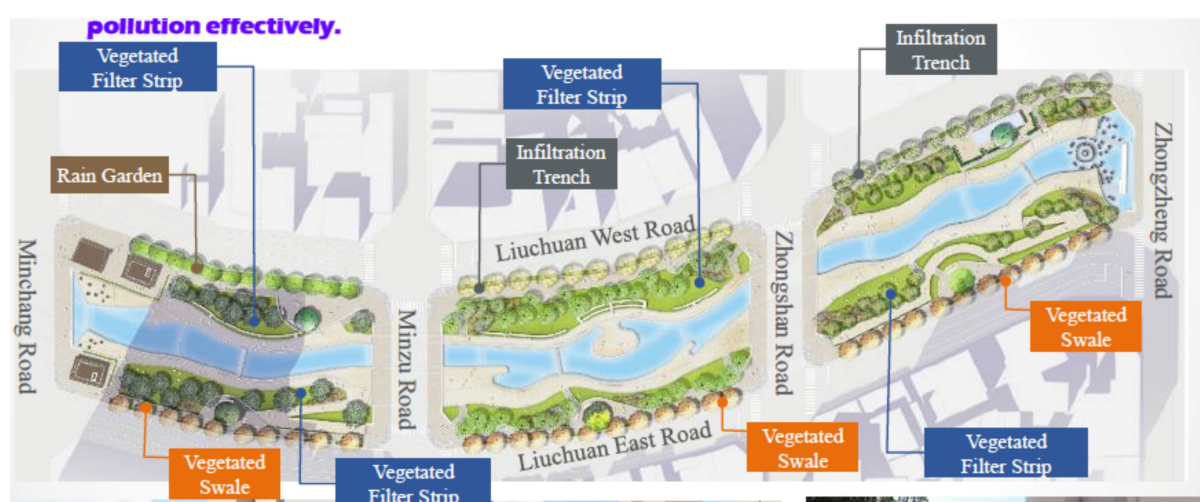 pollution effectively.
Vegetated
Filter Strip
Rain Garden
Infiltration
Trench
Vegetated
Filter Strip
Infiltration
Trench
Liuchuan West Road
Minchang Road
Minzu Road
Zhongshan Road
Zhongzheng Road
Liuchuan East Road
Vegetated
Swale
Vegetated
Filter Strip
Vegetated
Swale
Vegetated
Swale
Vegetated
Filter Strip